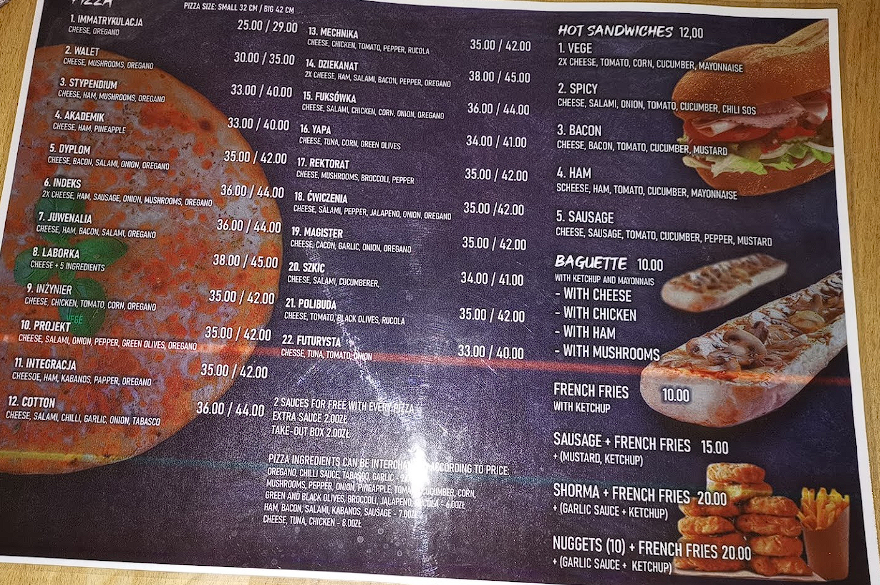 PIZZA
PIZZA SIZE: SMALL 32 CM / BIG 42 CM
1. IMMATRYKULACJA 25.00 / 29.00
CHEESE, OREGANO
2. WALET 30.00 / 35.00
CHEESE, MUSHROOMS, OREGANO
3. STYPENDIUM 33.00 / 40.00
CHEESE, HAM, MUSHROOMS, OREGANO
4. AKADEMIK 33.00 / 40.00
CHEESE, HAM, PINEAPPLE
5. DYPLOM 35.00 / 42.00
CHEESE, BACON, SALAMI, ONION, OREGANO
6. INDEKS 36.00 / 44.00
2X CHEESE, HAM, SAUSAGE, ONION, MUSHROOMS, OREGANO
7. JUWENALIA 36.00 / 44.00
CHEESE, HAM, BACON, SALAMI, OREGANO
8. LABORKA 38.00 / 45.00
CHEESE + 5 INGREDIENTS
9. INŻYNIER 35.00 / 42.00
CHEESE, CHICKEN, TOMATO, CORN, OREGANO
VEGE
10. PROJEKT 35.00 / 42.00
CHEESE, SALAMI, ONION, PEPPER, GREEN OLIVES, OREGANO
11. INTEGRACJA 35.00 / 42.00
CHEESOE, HAM, KABANOS, PAPPER, OREGANO
12. COTTON 36.00 / 44.00
CHEESE, SALAMI, CHILLI, GARLIC, ONION, TABASCO
13. MECHNIKA 35.00 / 42.00
CHEESE, CHICKEN, TOMATO, PEPPER, RUCOLA
14. DZIEKANAT 38.00 / 45.00
2X CHEESE, HAM, SALAMI, BACON, PEPPER, OREGANO
15. FUKSÓWKA 36.00 / 44.00
CHEESE, SALAMI, CHICKEN, CORN, ONION, OREGANO
16. YAPA 34.00 / 41.00
CHEESE, TUNA, CORN, GREEN OLIVES
17. REKTORAT 35.00 / 42.00
CHEESE, MUSHROOMS, BROCCOLI, PEPPER
18. ĆWICZENIA 35.00 /42.00
CHEESE, SALAMI, PEPPER, JALAPENO, ONION, OREGANO
19. MAGISTER 35.00 / 42.00
CHEESE, CACON, GARLIC, ONION, OREGANO
20. SZKIC 34.00 / 41.00
CHEESE, SALAMI, CUCUMBERER,
21. POLIBUDA 35.00 / 42.00
CHEESE, TOMATO, BLACK OLIVES, RUCOLA
22. FUTURYSTA 33.00 / 40.00
CHESSE, TUNA, TOMATO, ONION
2 SAUCES FOR FREE WITH EVERY PIZZA
EXTRA SAUCE 2.00ZŁ
TAKE-OUT BOX 2.00ZŁ
PIZZA INGREDIENTS CAN BE ACCORDING TO PRICE:
OREGANO, CHILLI SAUCE, TABASCO, GARLIC
MUSHROOMS, PEPPER, ONION, PINEAPPLE, CUCUMBER, CORN,
GREEN AND BLACK OLIVES, BROCCOLI, JALAPENO, - 6.00ZŁ
HAM, BACON, SALAMI, KABANOS, SAUSAGE - 7.00ZŁ
CHEESE, TUNA, CHICKEN - 8.00ZŁ
HOT SANDWICHES 12,00
1. VEGE
2X CHEESE, TOMATO, CORN, CUCUMBER, MAYONNAISE
2. SPICY
CHEESE, SALAMI, ONION, TOMATO, CUCUMBER, CHILI SOS
3. BACON
CHEESE, BACON, TOMATO, CUCUMBER, MUSTARD
4. HAM
SCHEESE, HAM, TOMATO, CUCUMBER, MAYONNAISE
5. SAUSAGE
CHEESE, SAUSAGE, TOMATO, CUCUMBER, PEPPER, MUSTARD
BAGUETTE 10.00
WITH KETCHUP AND MAYONNAIS
- WITH CHEESE
- WITH CHICKEN
- WITH HAM
- WITH MUSHROOMS
FRENCH FRIES 10.00
WITH KETCHUP
SAUSAGE + FRENCH FRIES 15.00
+ (MUSTARD, KETCHUP)
SHORMA + FRENCH FRIES 20.00
+ (GARLIC SAUCE + KETCHUP)
NUGGETS (10) + FRENCH FRIES 20.00
+ (GARLIC SAUCE + KETCHUP)